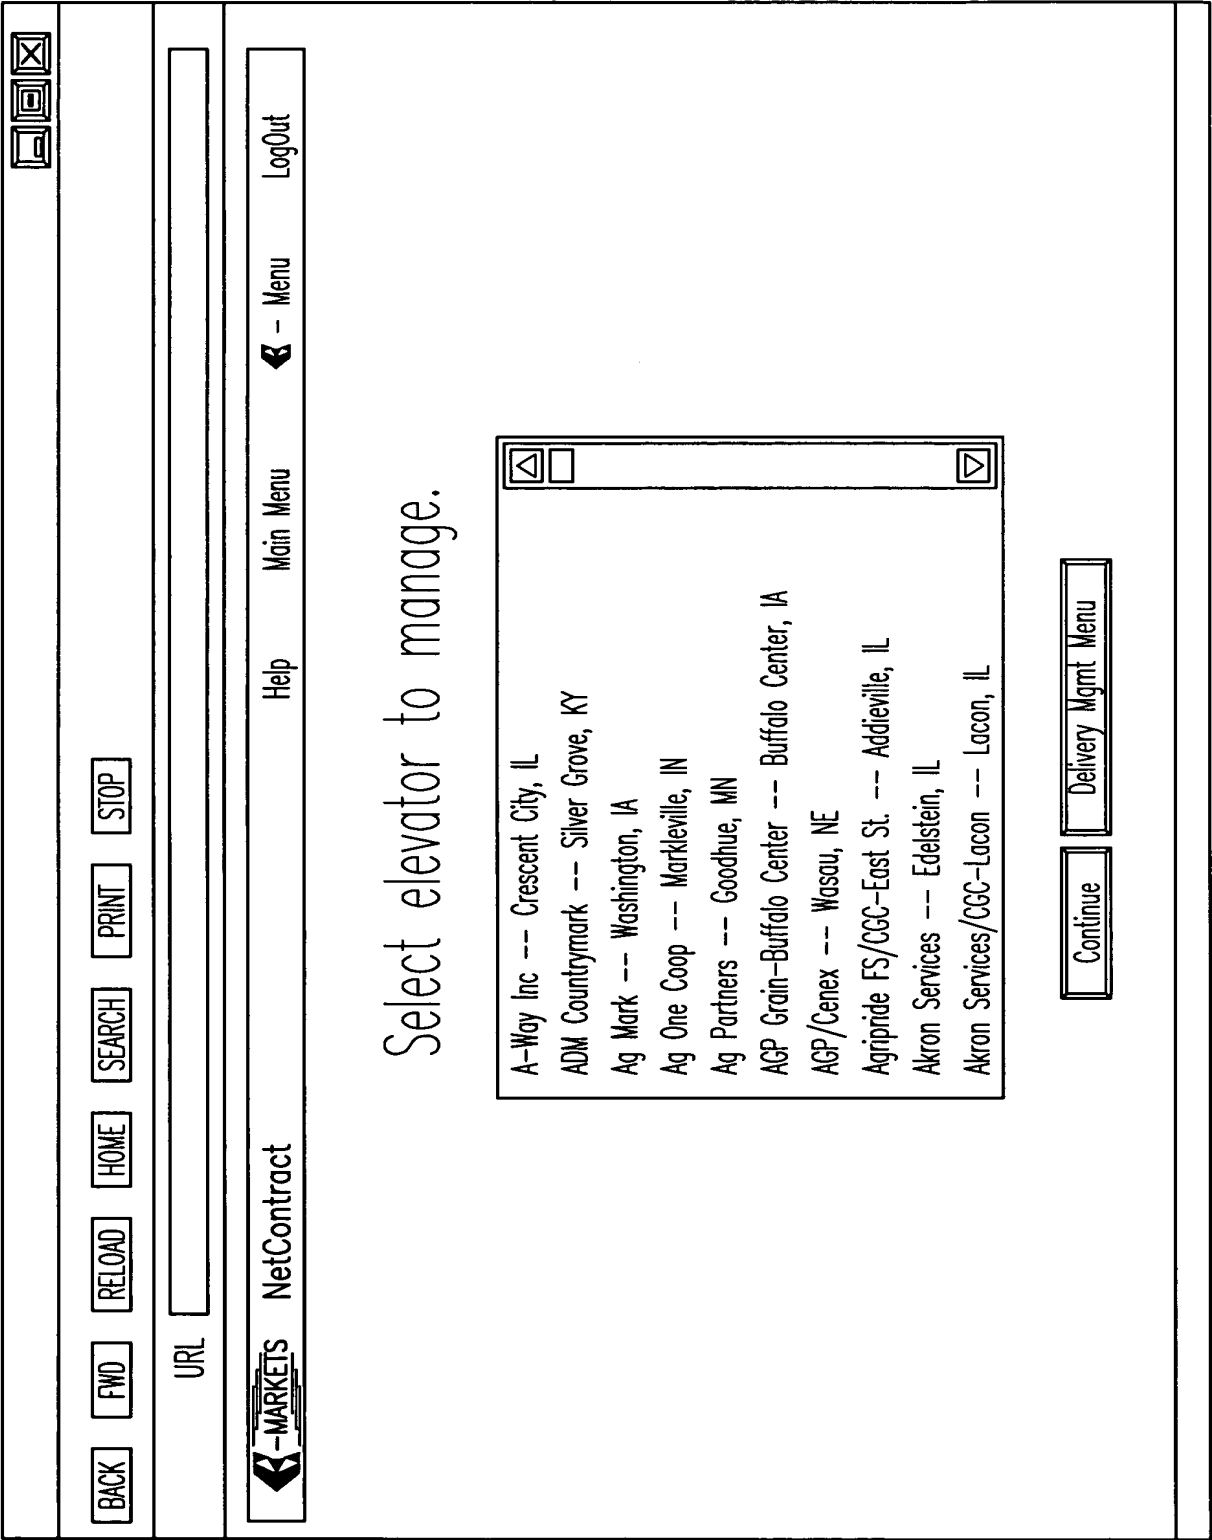 BACK FWD RELOAD HOME SEARCH PRINT STOP
URL
-MARKETS NetContract Help Main Menu - Menu LogOut
Select elevator to manage.
A-Way Inc -- Crescent City, IL
ADM Countrymark -- Silver Grove, KY
Ag Mark -- Washington, IA
Ag One Coop -- Markleville, IN
Ag Partners -- Goodhue, MN
AGP Grain-Buffalo Center -- Buffalo Center, IA
AGP/Cenex -- Wasau, NE
Agripride FS/CGC-East St. -- Addieville, IL
Akron Services -- Edelstein, IL
Akron Services/CGC-Lacon -- Lacon, IL
Continue Delivery Mgmt Menu